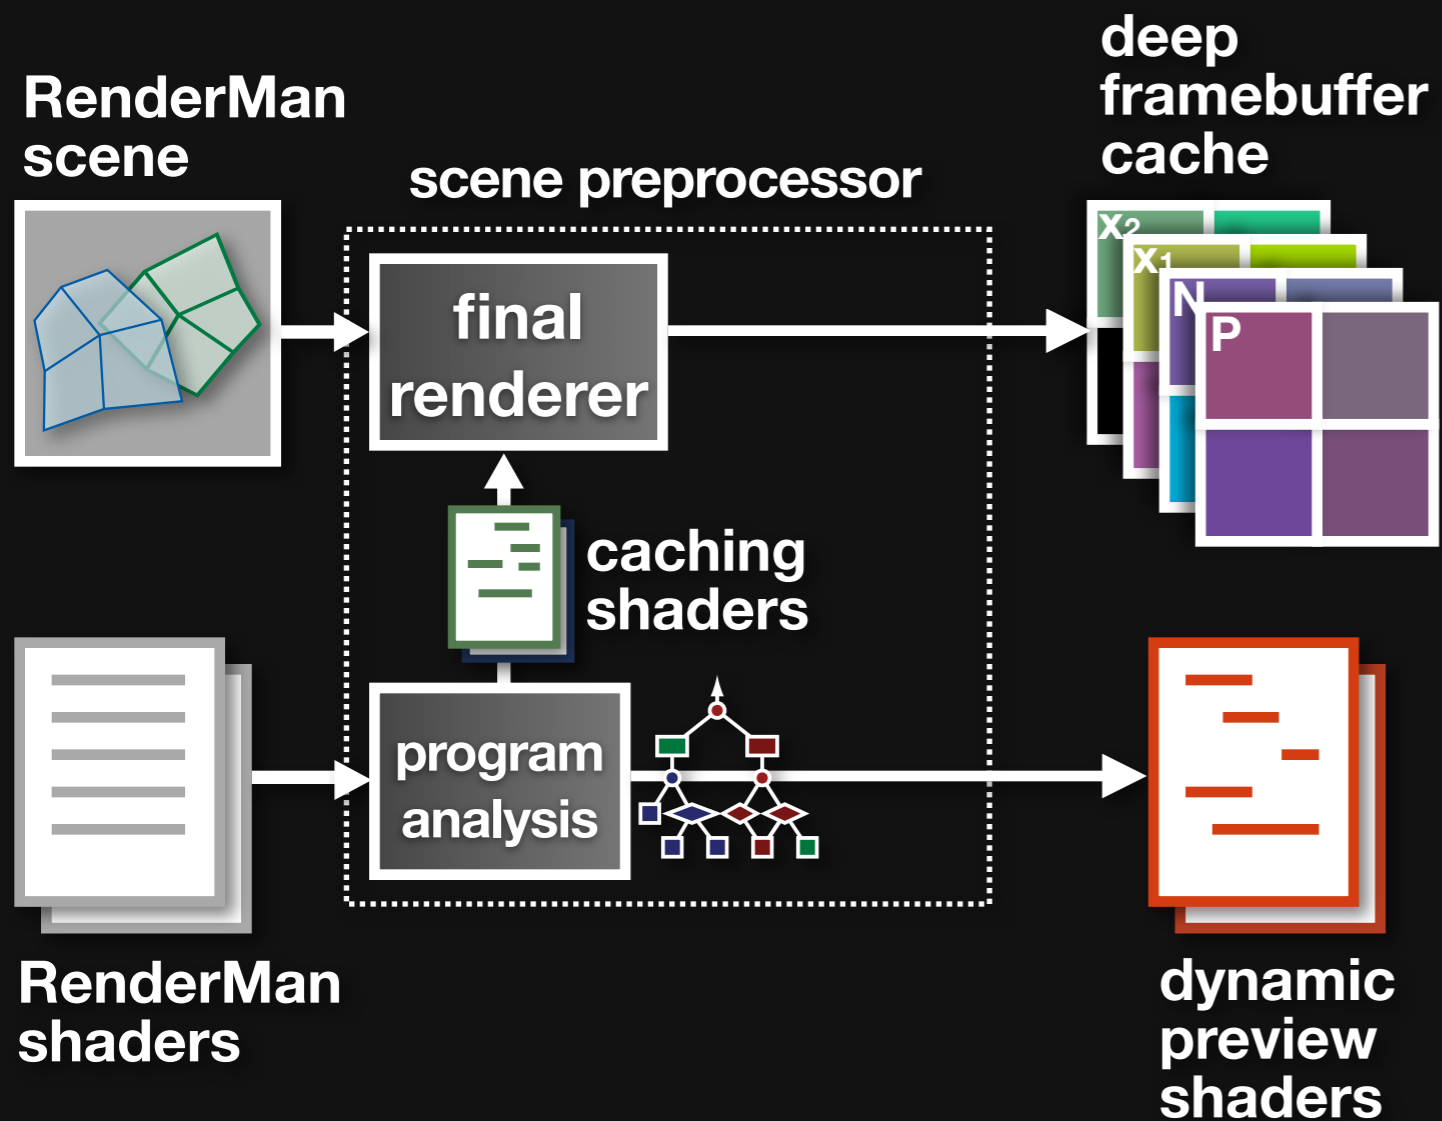 RenderMan
scene
scene preprocessor
deep
framebuffer
cache
final
renderer
x2
x1
N
P
caching
shaders
program
analysis
RenderMan
shaders
dynamic
preview
shaders